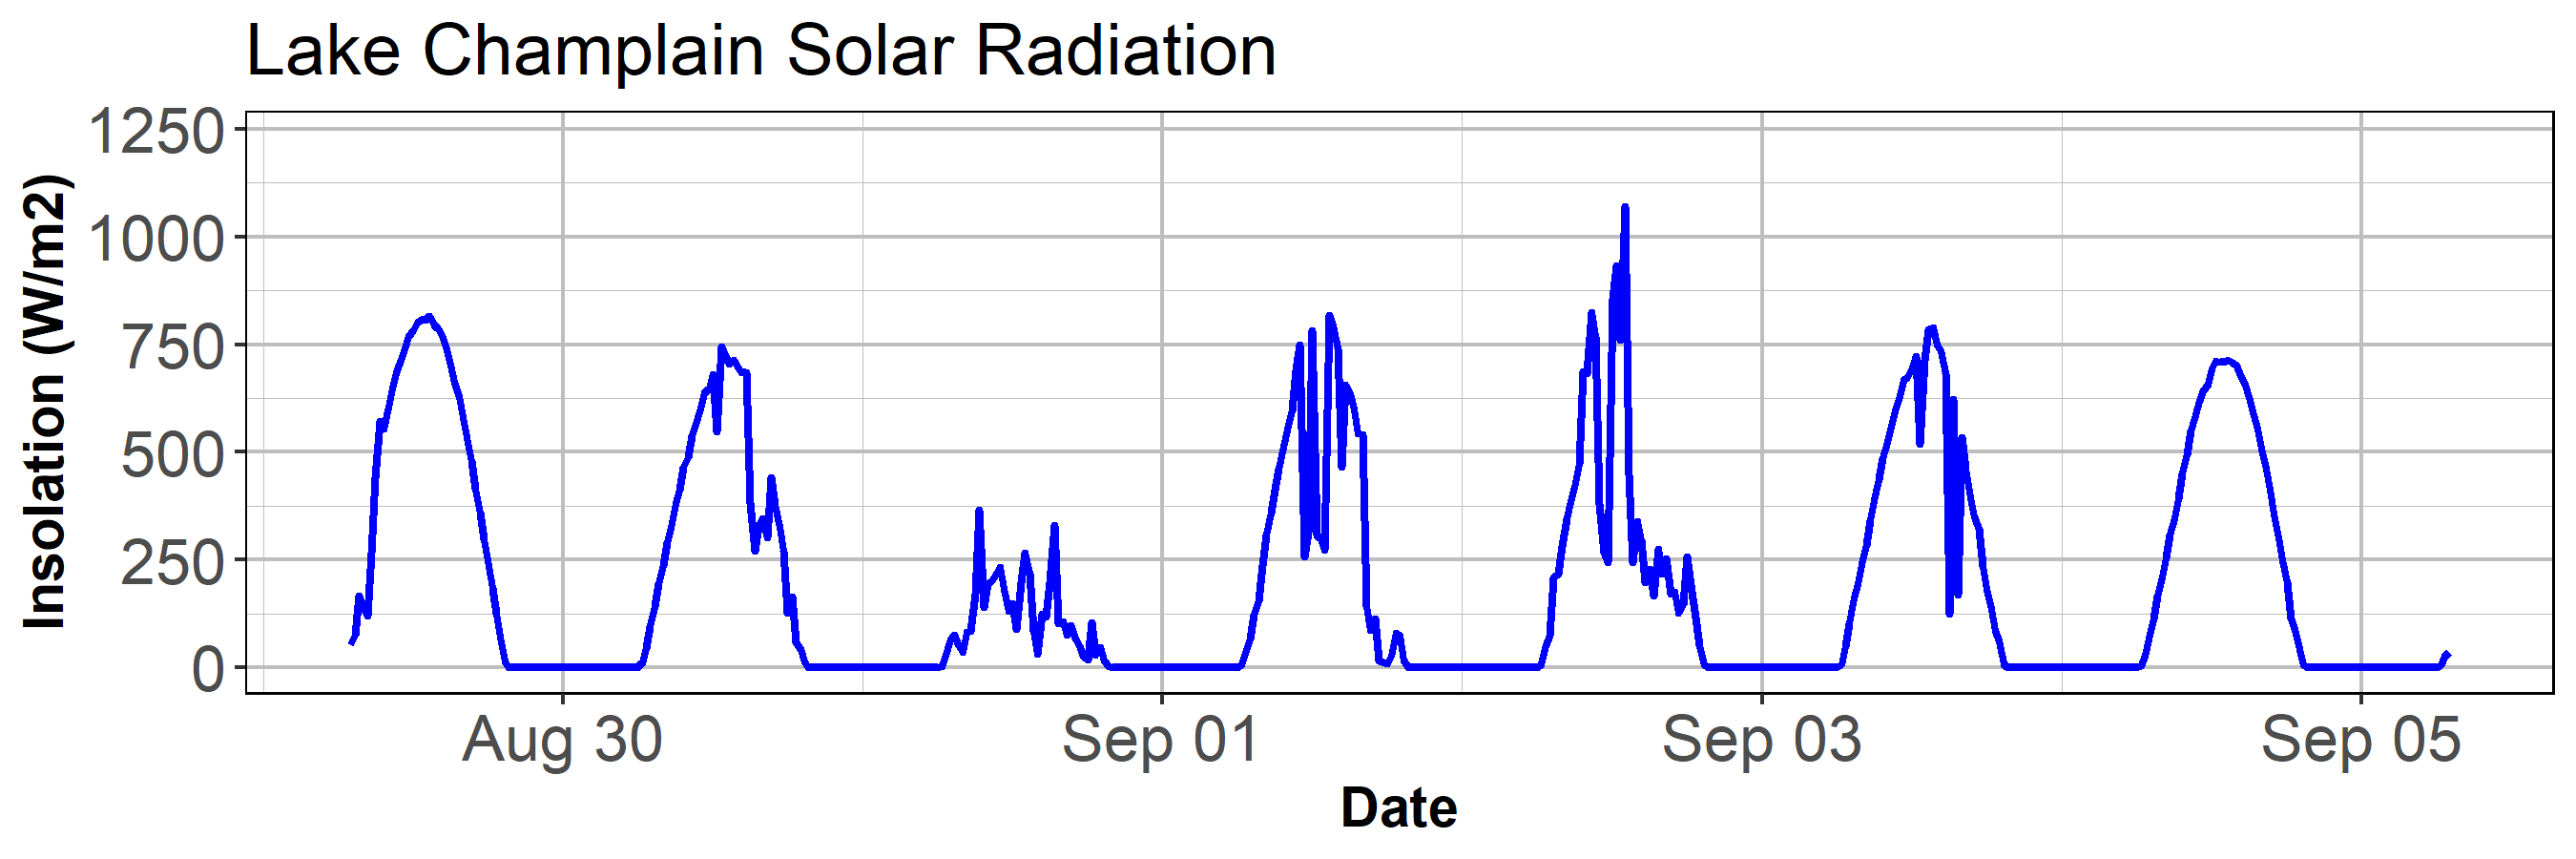 Lake Champlain Solar Radiation
1250
1000
750
500
250
0
Insolation (W/m2)
Aug 30
Sep 01
Sep 03
Sep 05
Date